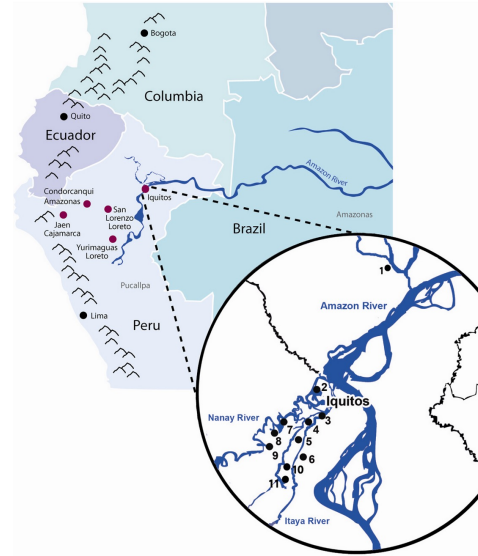 Bogota
Columbia
Quito
Ecuador
Amazon River
Condorcanqui
Amazonas
Iquitos
San
Lorenzo
Loreto
Jaen
Cajamarca
Amazonas
Brazil
Yurimaguas
Loreto
Pucallpa
Lima
Peru
1
Amazon River
2
Iquitos
Nanay River
3
7
4
8
5
9
6
10
11
Itaya River